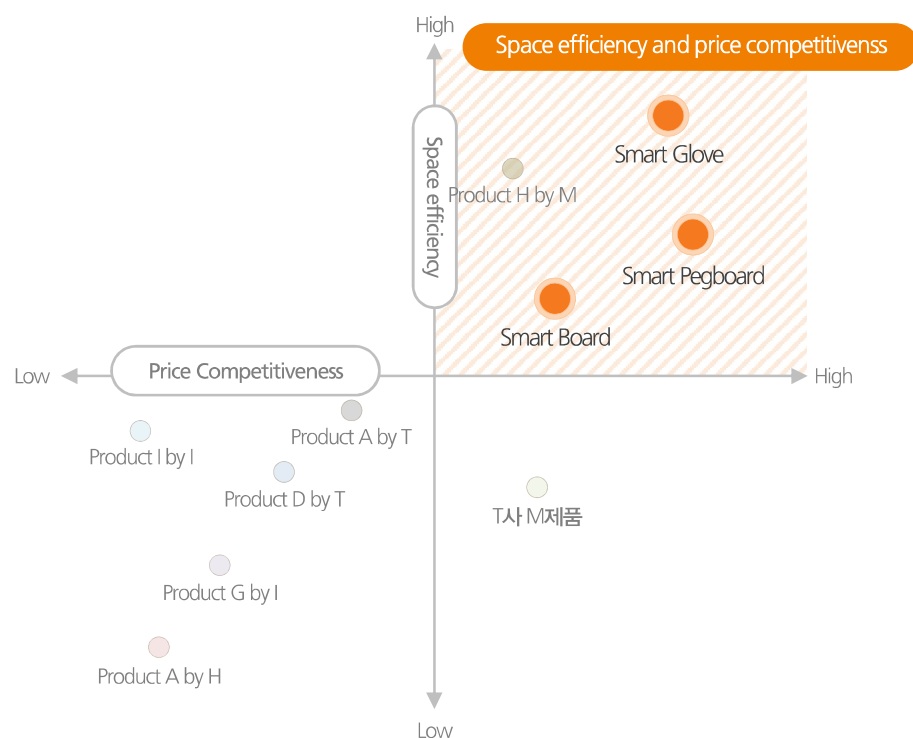 High
Space efficiency and price competitivenss
Smart Glove
Space efficiency
Product H by M
Smart Pegboard
Smart Board
Low
Price Competitiveness
High
Product A by T
Product I by I
Product D by T
T사 M제품
Product G by I
Product A by H
Low